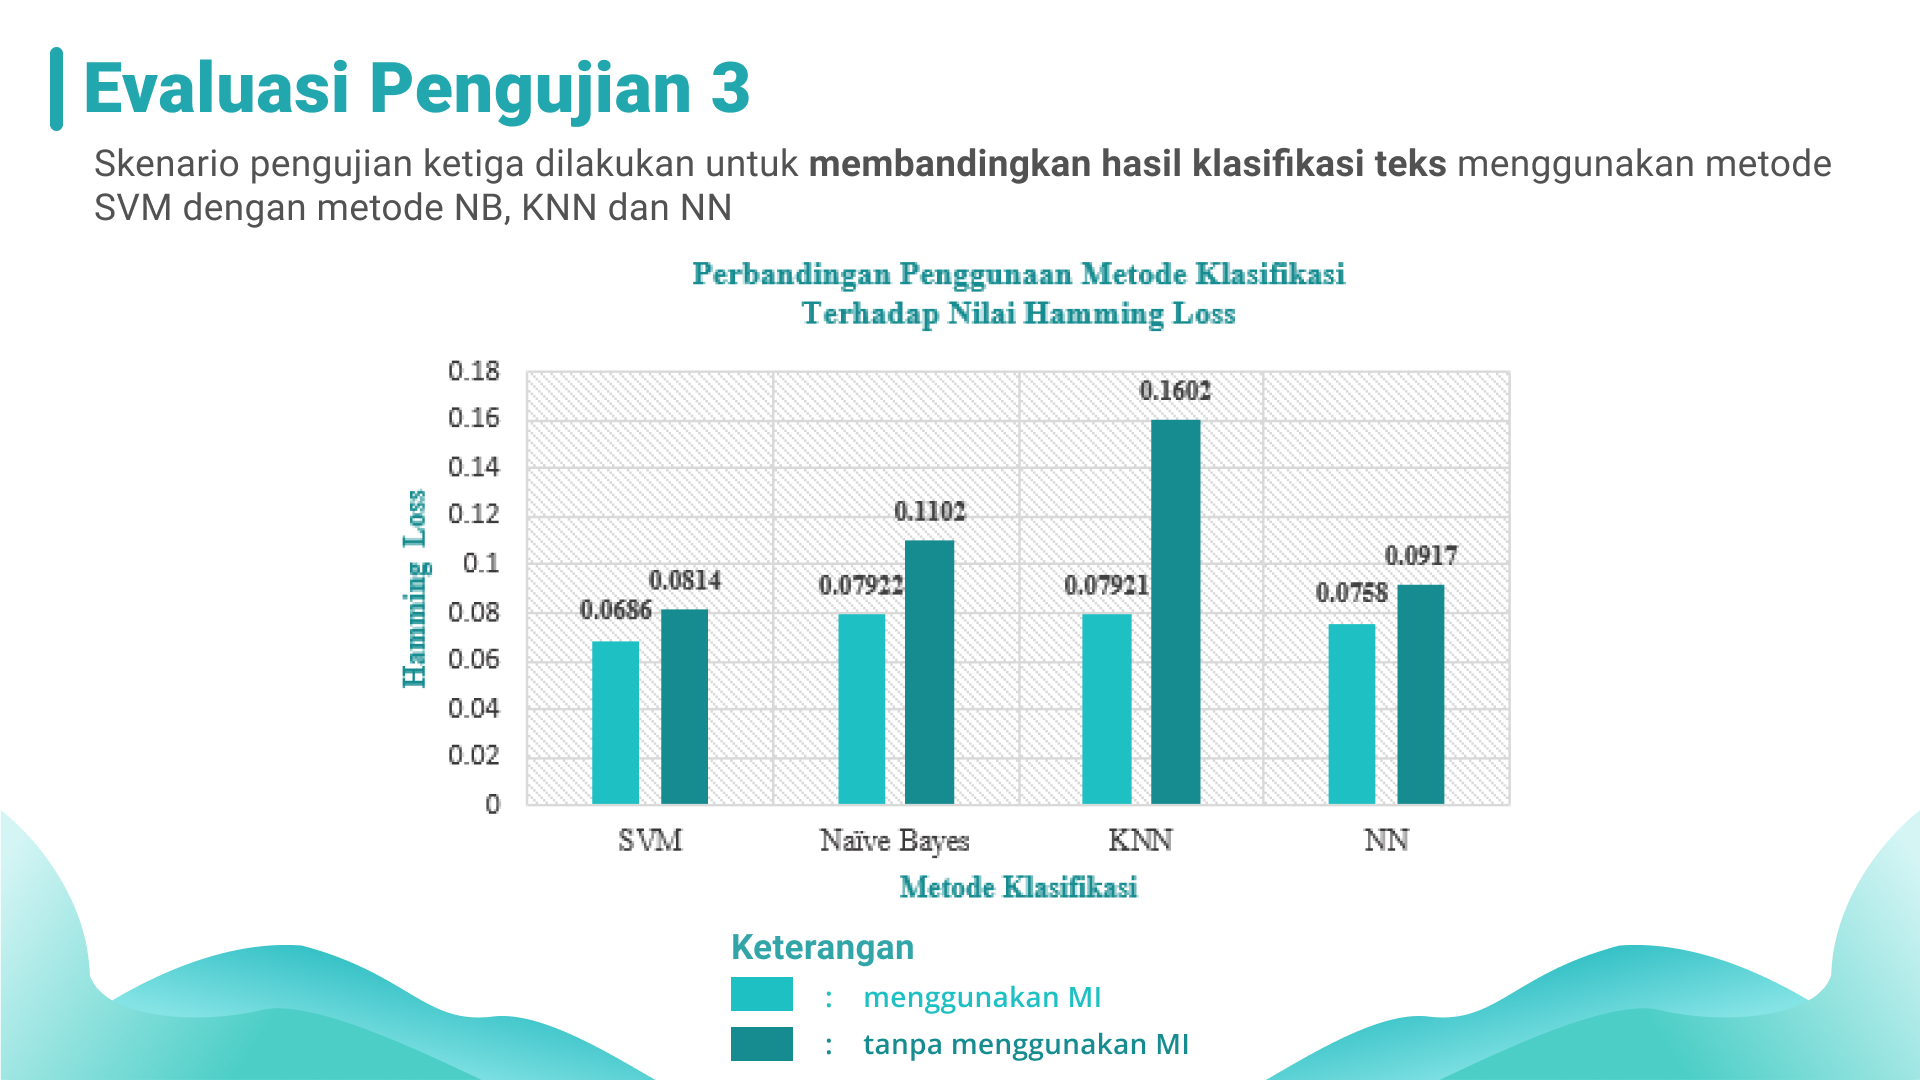 Evaluasi Pengujian 3
Skenario pengujian ketiga dilakukan untuk membandingkan hasil klasifikasi teks menggunakan metode
SVM dengan metode NB, KNN dan NN
Perbandingan Penggunaan Metode Klasifikasi
Terhadap Nilai Hamming Loss
Hamming Loss
0.18
0.16
0.14
0.12
0.1
0.08
0.06
0.04
0.02
0
0.0686
0.0814
0.07922
0.1102
0.07921
0.1602
0.0758
0.0917
SVM
Naïve Bayes
KNN
NN
Metode Klasifikasi
Keterangan
: menggunakan MI
: tanpa menggunakan MI